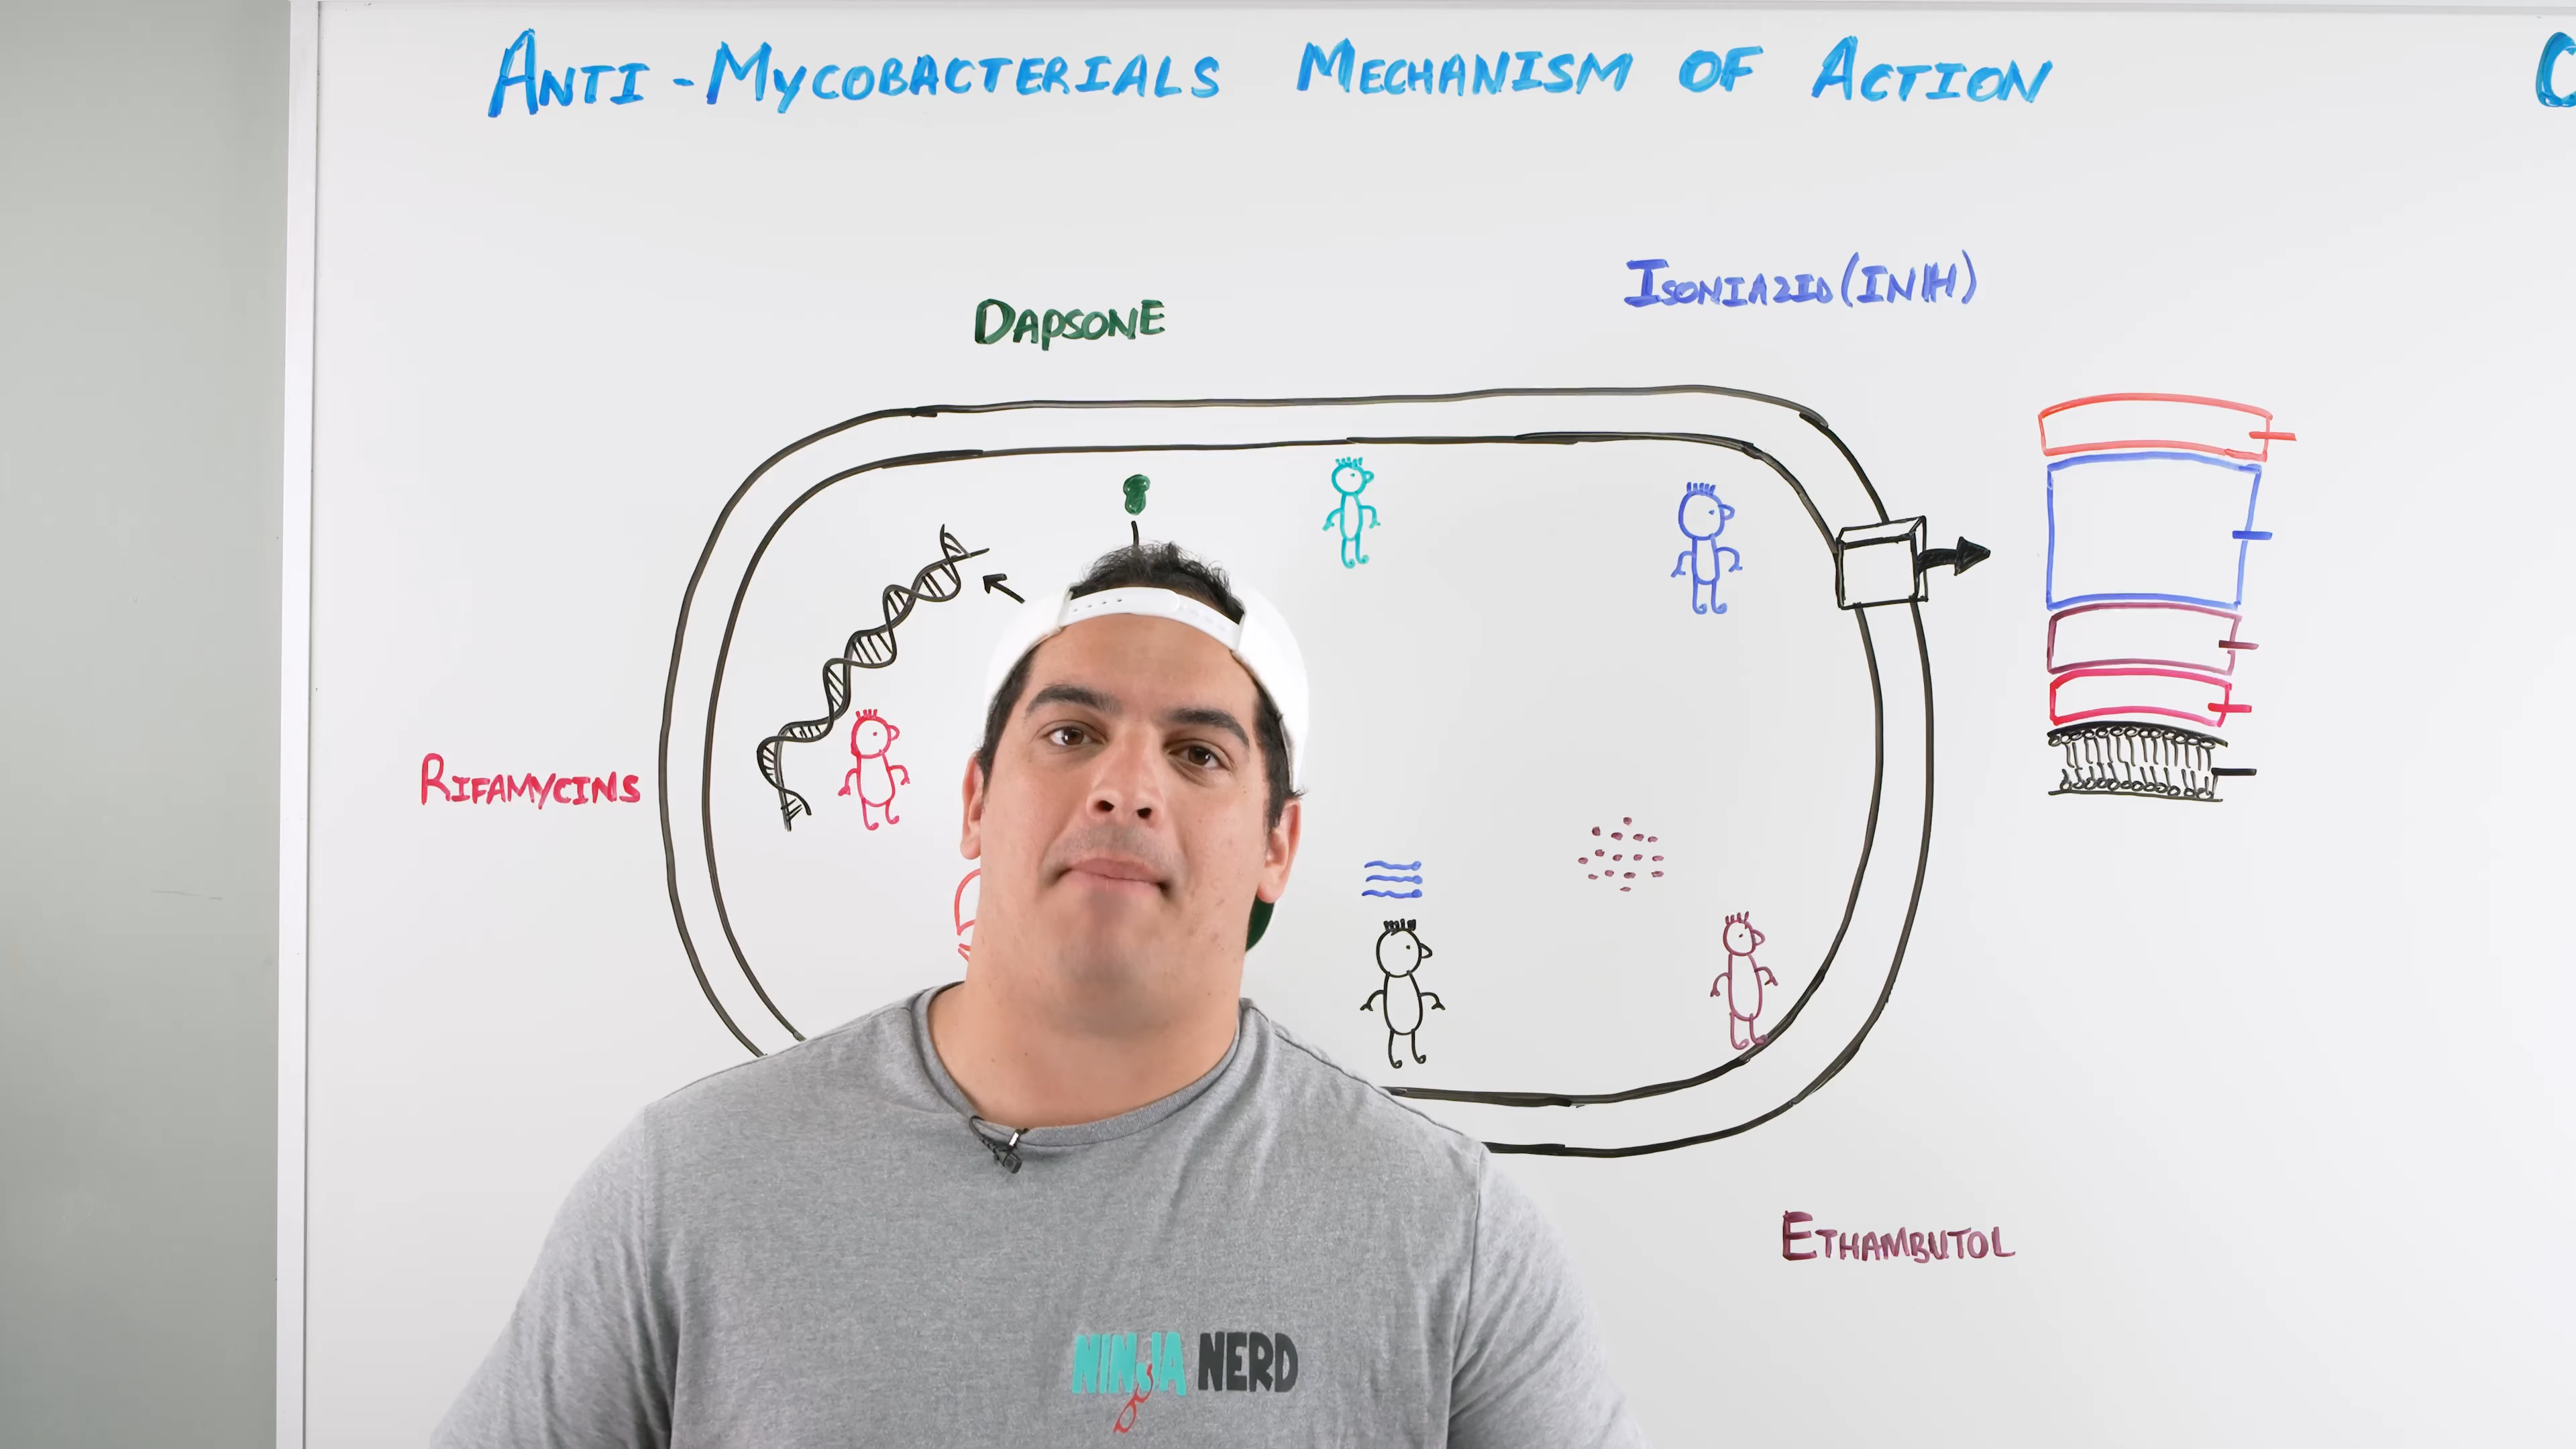 ANTI-MYCOBACTERIALS MECHANISM OF ACTION
C
ISONIAZID (INH)
DAPSONE
RIFAMYCINS
ETHAMBUTOL
NINJA NERD